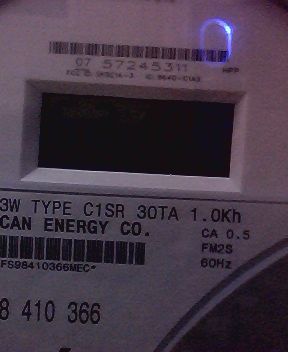 07 57245311
3W TYPE C1SR 30TA 1.0Kh
CAN ENERGY CO.
CA 0.5
FM2S
60Hz
FS98410366MEC*
8 410 366